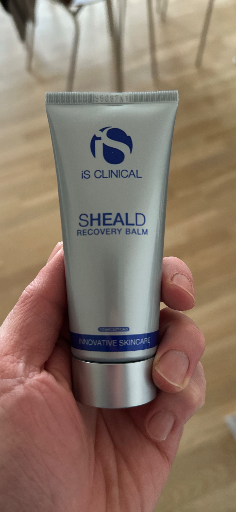 iS
iS CLINICAL
SHEALD
RECOVERY BALM
INNOVATIVE SKINCARE